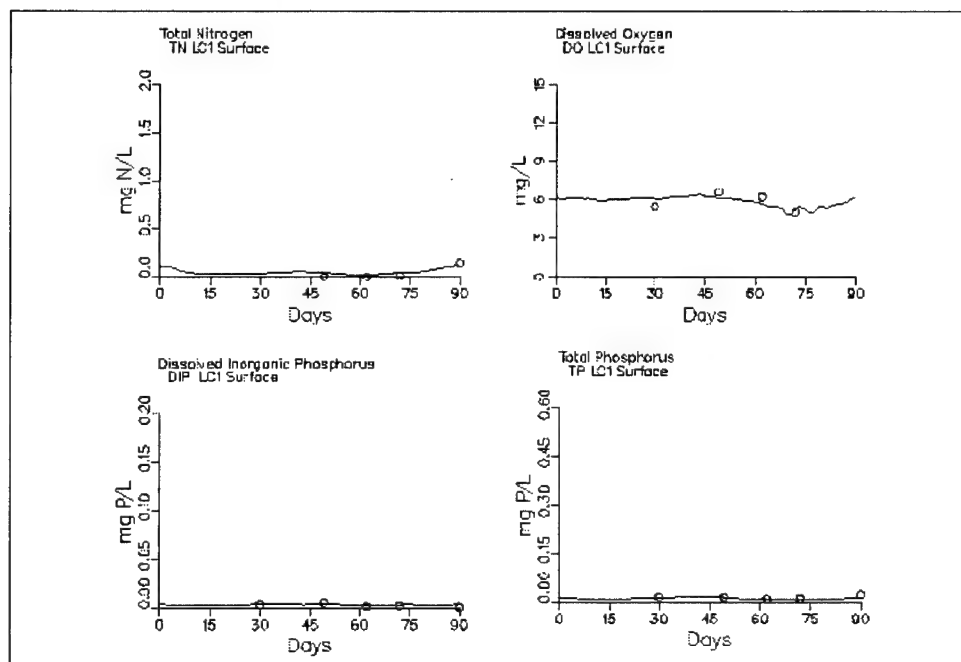 Total Nitrogen
TN LC1 Surface
mg N/L
0.0 0.5 1.0 1.5 2.0
0 15 30 45 60 75 90
Days
Dissolved Oxygen
DO LC1 Surface
mg/L
0 3 6 9 12 15
0 15 30 45 60 75 90
Days
Dissolved Inorganic Phosphorus
DIP LC1 Surface
mg P/L
0.00 0.05 0.10 0.15 0.20
0 15 30 45 60 75 90
Days
Total Phosphorus
TP LC1 Surface
mg P/L
0.00 0.15 0.30 0.45 0.60
0 15 30 45 60 75 90
Days